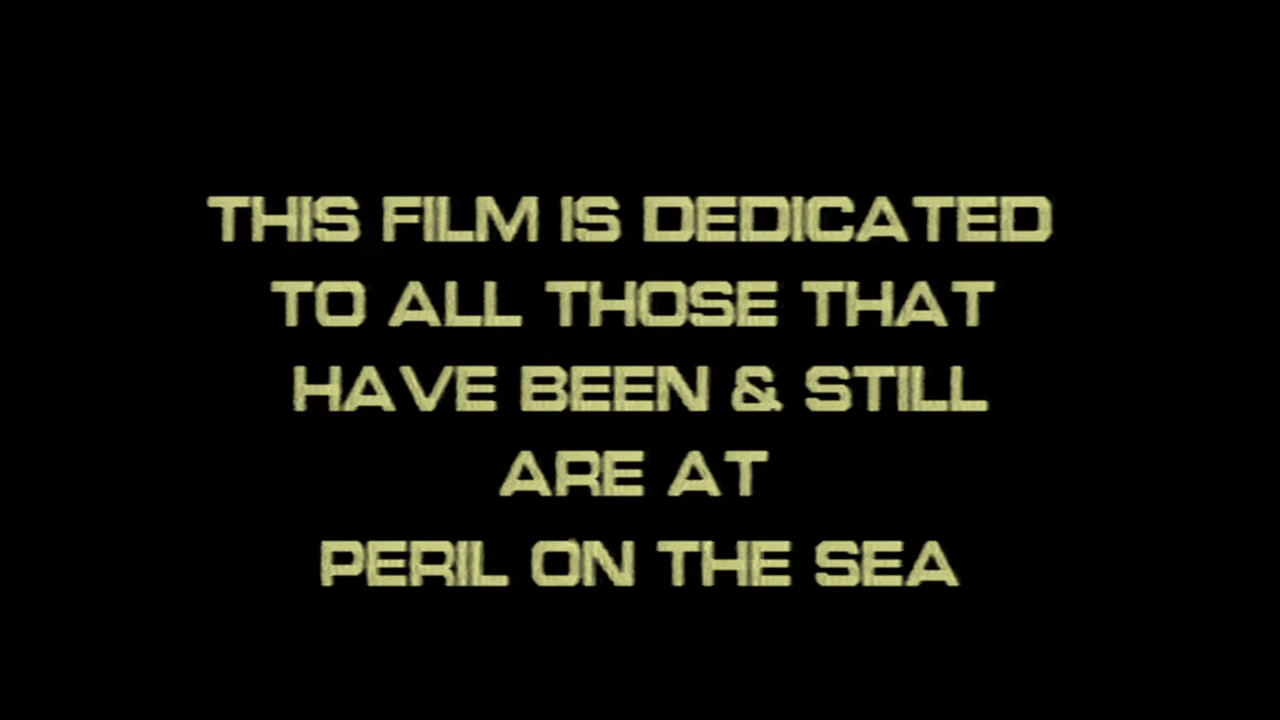 THIS FILM IS DEDICATED
TO ALL THOSE THAT
HAVE BEEN & STILL
ARE AT
PERIL ON THE SEA